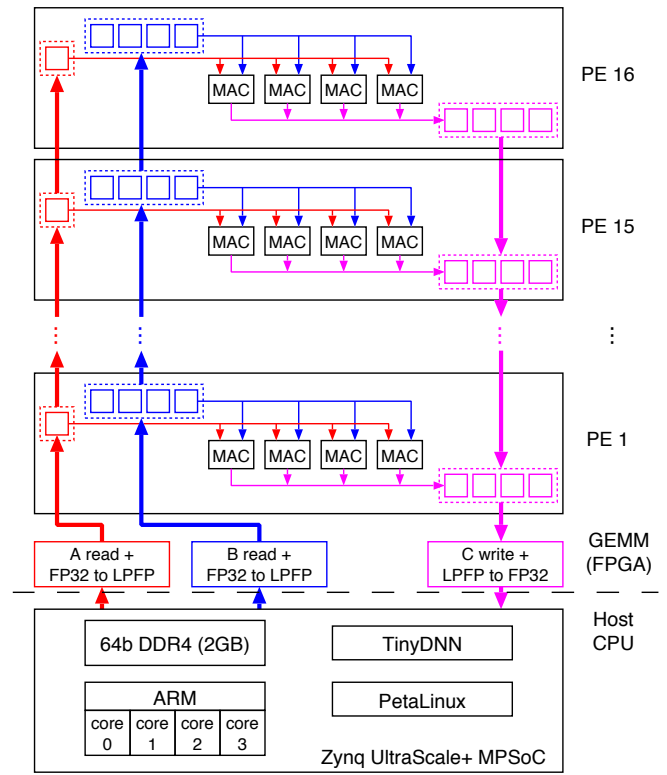 PE 16
MAC MAC MAC MAC
PE 15
MAC MAC MAC MAC
...
... ... ... ...
PE 1
MAC MAC MAC MAC
A read +
FP32 to LPFP
B read +
FP32 to LPFP
C write +
LPFP to FP32
GEMM
(FPGA)
Host
CPU
64b DDR4 (2GB)
TinyDNN
ARM
core
0
core
1
core
2
core
3
PetaLinux
Zynq UltraScale+ MPSoC